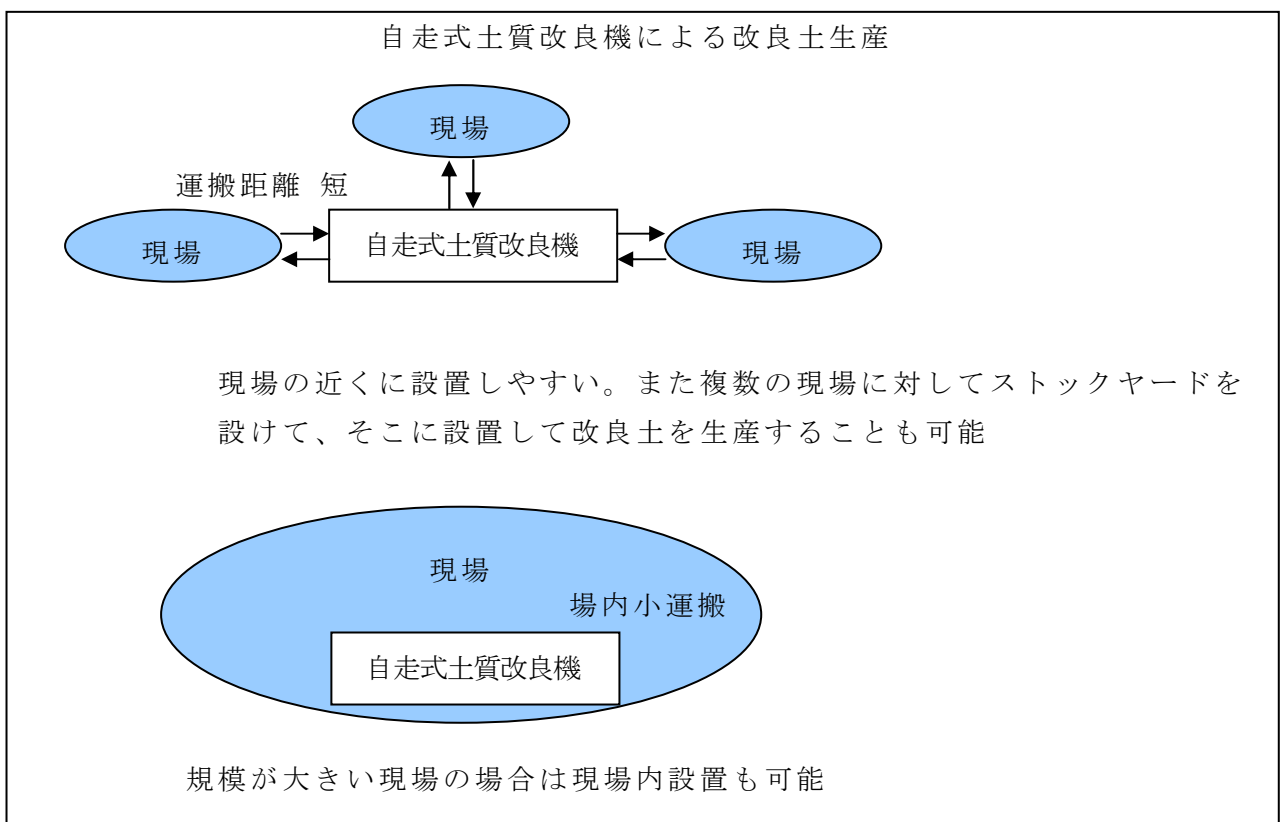 自走式土質改良機による改良土生産
現場
運搬距離 短
現場
自走式土質改良機
現場
現場の近くに設置しやすい。また複数の現場に対してストックヤードを
設けて、そこに設置して改良土を生産することも可能
現場
場内小運搬
自走式土質改良機
規模が大きい現場の場合は現場内設置も可能